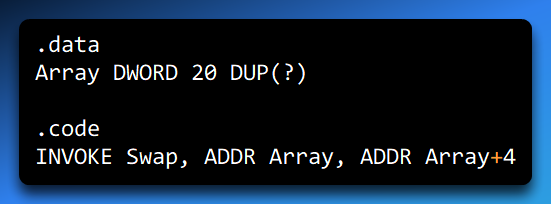 .data
Array DWORD 20 DUP(?)
.code
INVOKE Swap, ADDR Array, ADDR Array+4